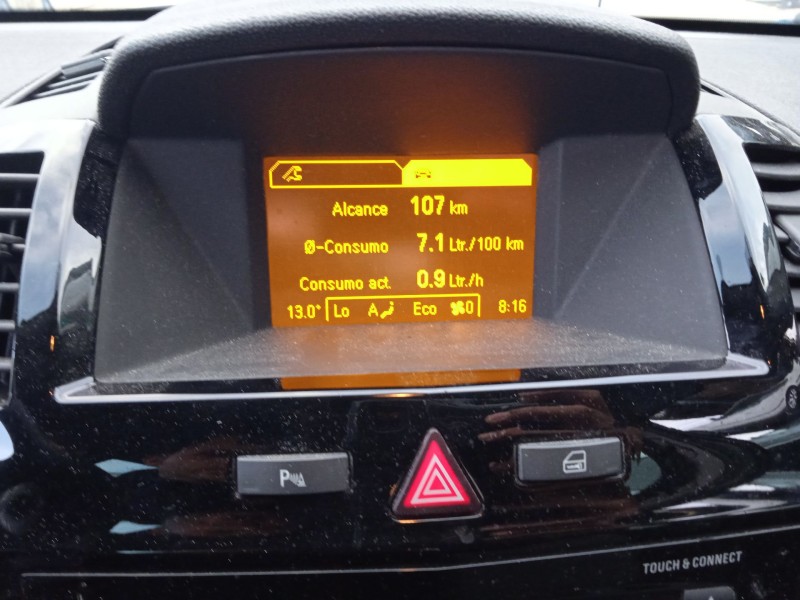 Alcance 107 km
Ø-Consumo 7.1 Ltr./100 km
Consumo act. 0.9 Ltr./h
13.0° Lo A Eco 0 8:16
P
TOUCH & CONNECT